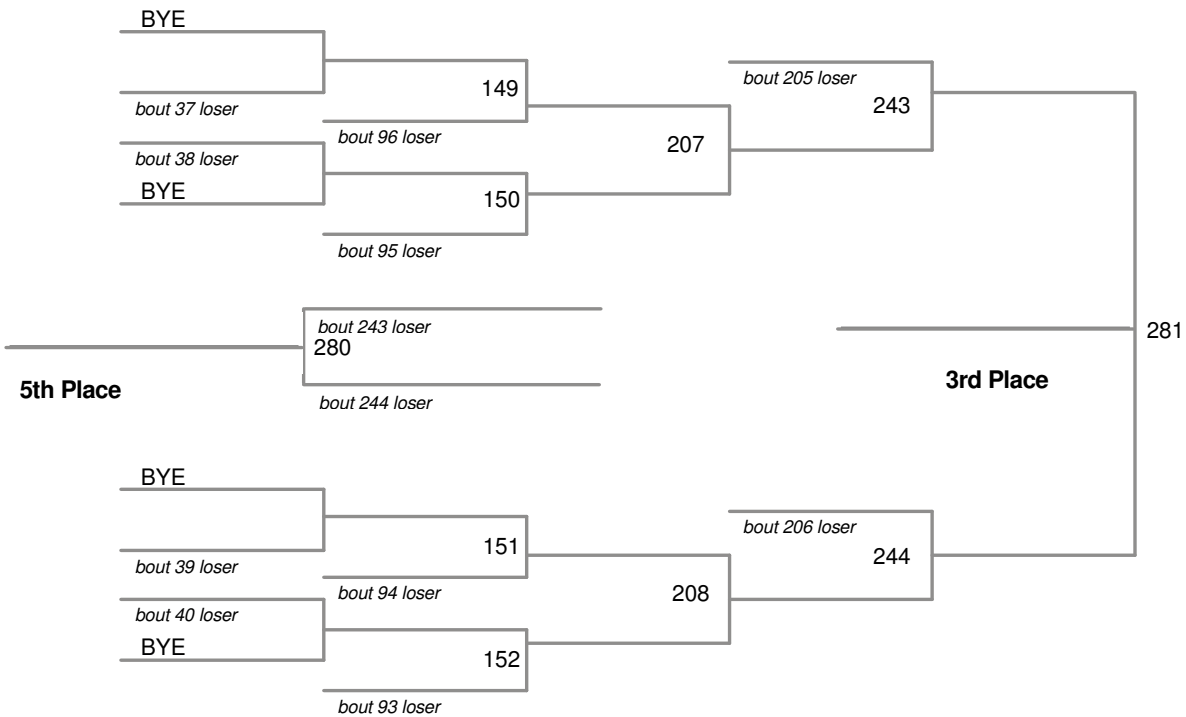 BYE
bout 37 loser
bout 38 loser
BYE
149
bout 96 loser
150
bout 95 loser
207
bout 205 loser
243
bout 243 loser
280
5th Place
bout 244 loser
281
3rd Place
BYE
bout 39 loser
bout 40 loser
BYE
151
bout 94 loser
152
bout 93 loser
208
bout 206 loser
244